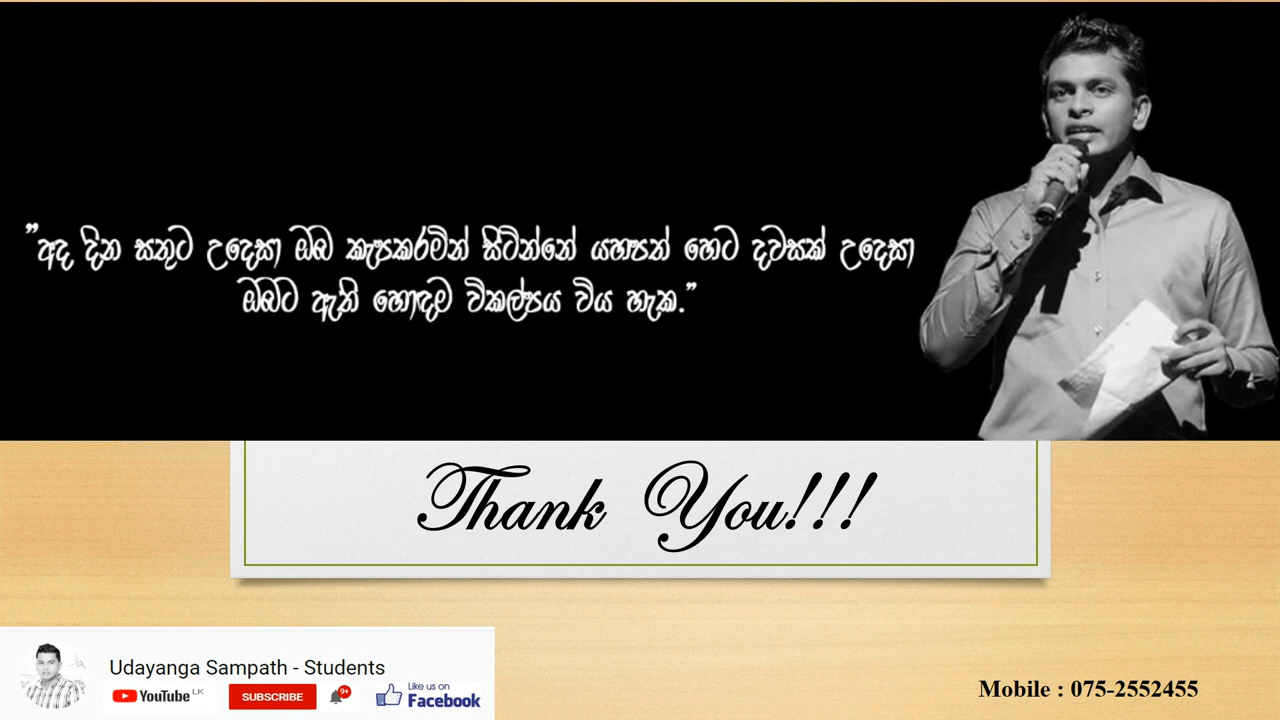 "අද දින සතුට උදෙසා ඔබ කැපකරමින් සිටින්නේ යහපත් හෙට දවසක් උදෙසා
ඔබට ඇති හොඳම විකල්පය විය හැක."
Thank You!!!
Udayanga Sampath - Students
YouTube LK SUBSCRIBE 9+ Like us on Facebook
Mobile : 075-2552455